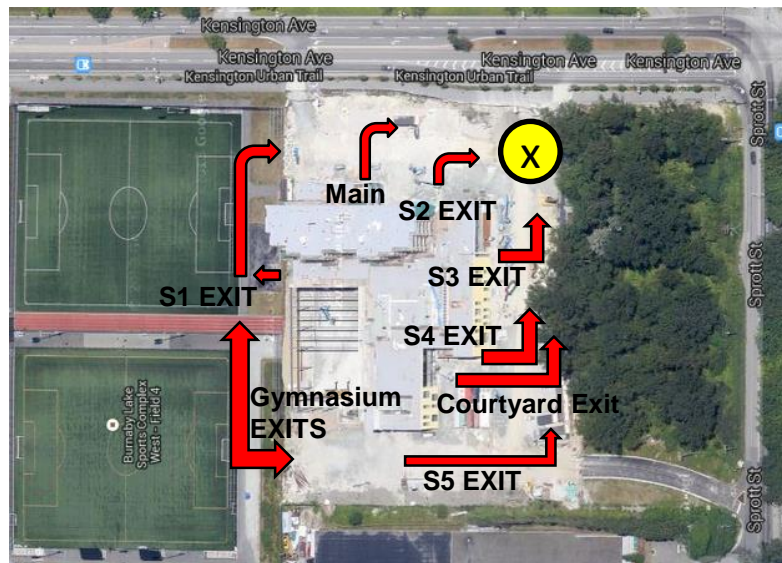 Kensington Ave
Kensington Ave
Kensington Ave
Kensington Ave
Kensington Urban Trail
Kensington Urban Trail
Sprott St
X
Main
S2 EXIT
S3 EXIT
S1 EXIT
Sprott St
S4 EXIT
Gymnasium
EXITS
Courtyard Exit
Burnaby Lake
Sports Complex
West - Field 4
S5 EXIT
Sprott St